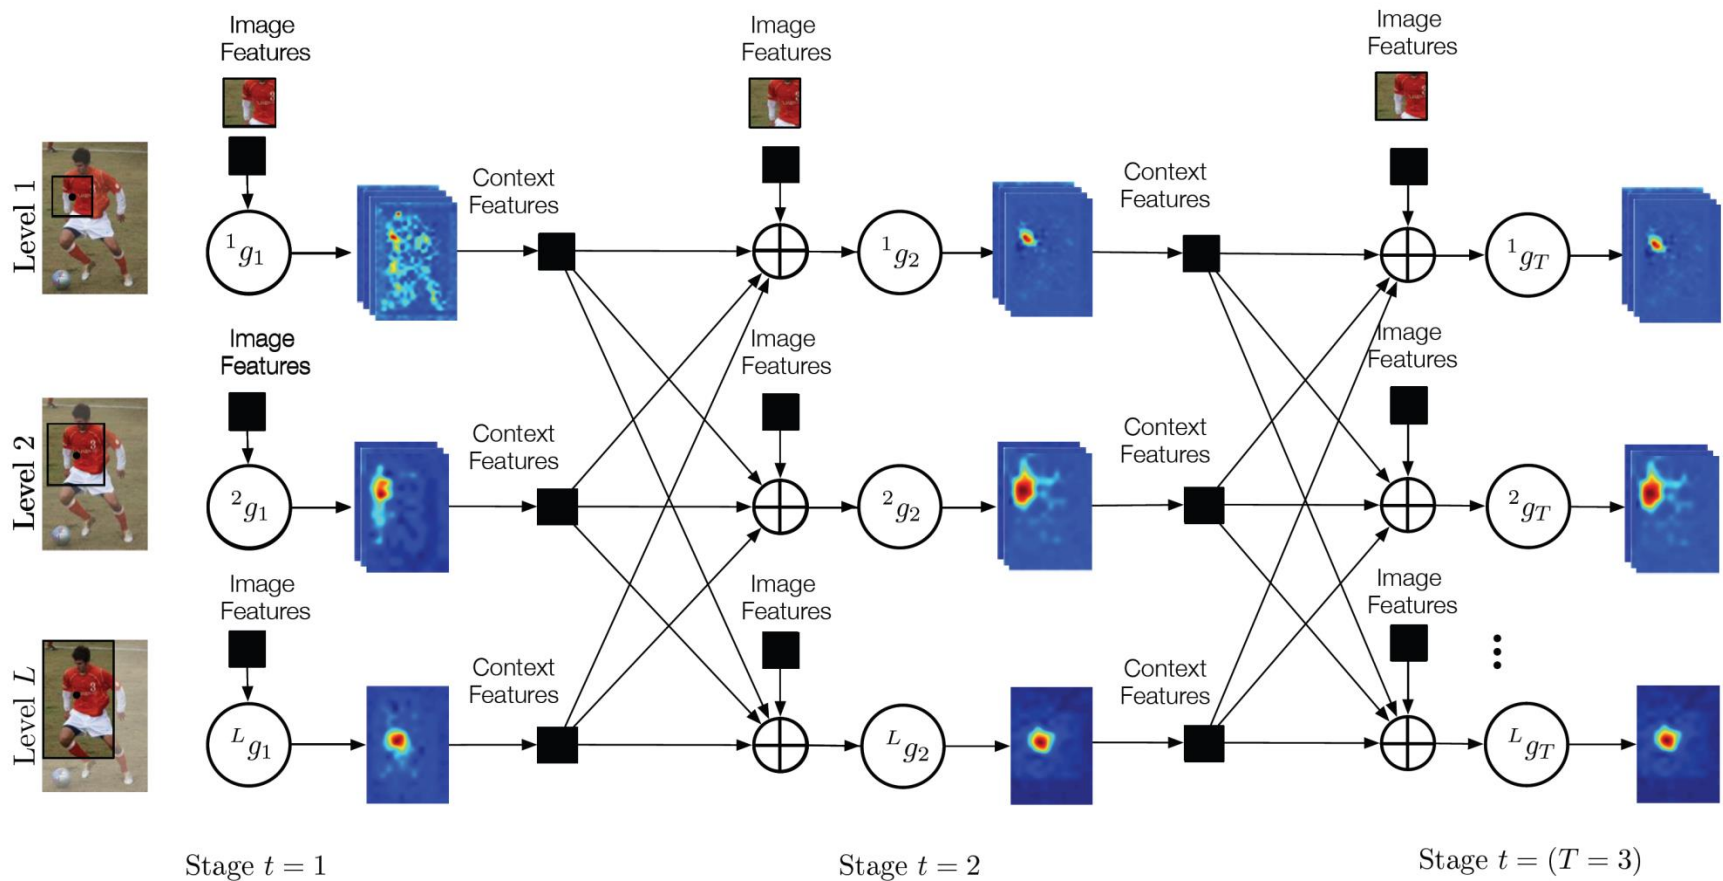 Image
Features
Image
Features
Image
Features
Level 1
Context
Features
Context
Features
¹g₁
¹g₂
¹g_T
Image
Features
Image
Features
Image
Features
Level 2
Context
Features
Context
Features
²g₁
²g₂
²g_T
Image
Features
Image
Features
Image
Features
Level L
Context
Features
Context
Features
ᴸg₁
ᴸg₂
ᴸg_T
Stage t = 1
Stage t = 2
Stage t = (T = 3)